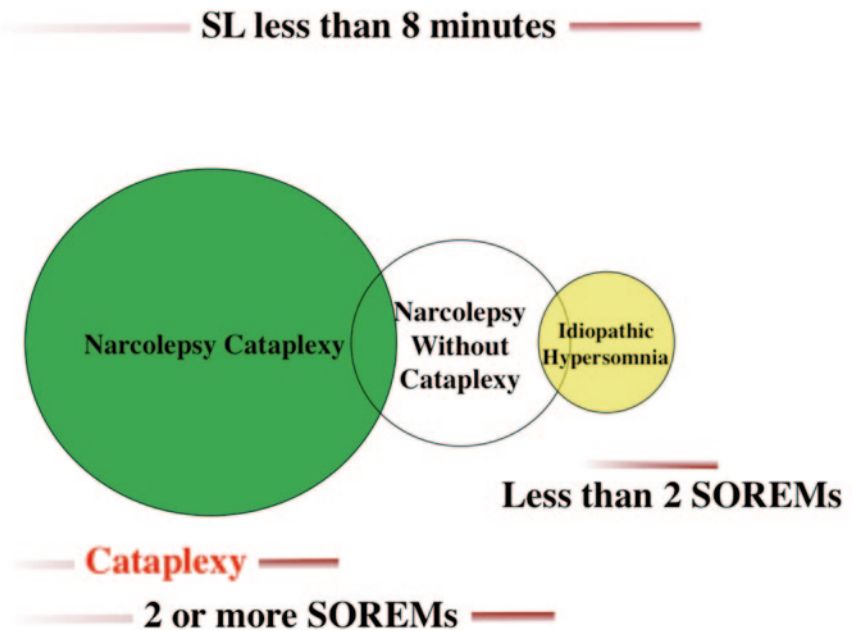 SL less than 8 minutes
Narcolepsy Cataplexy
Narcolepsy
Without
Cataplexy
Idiopathic
Hypersomnia
Less than 2 SOREMs
Cataplexy
2 or more SOREMs